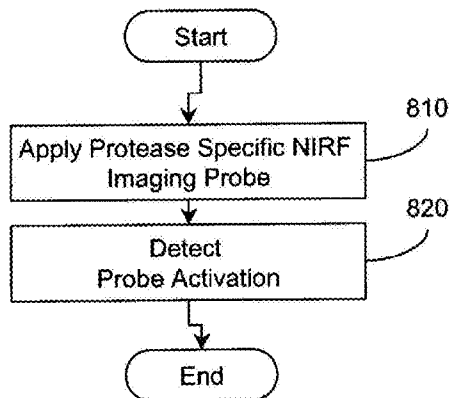 Start
810
Apply Protease Specific NIRF
Imaging Probe
820
Detect
Probe Activation
End